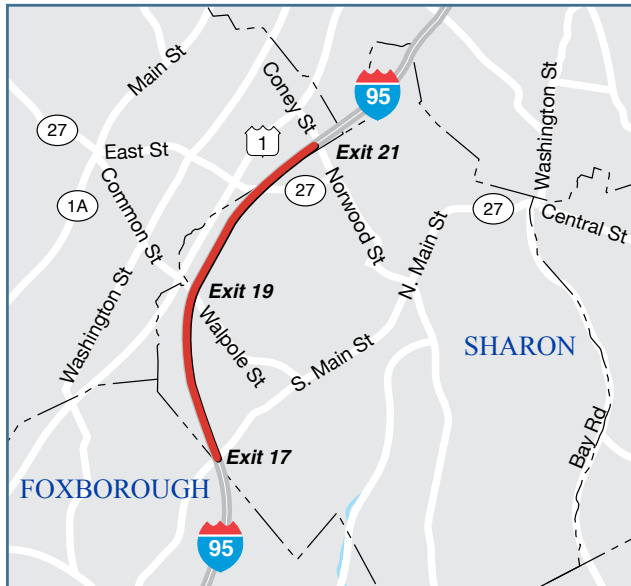 Main St
Coney St
95
Washington St
27
1
East St
Exit 21
27
Common St
1A
Norwood St
27
Central St
N. Main St
Exit 19
Walpole St
Washington St
S. Main St
SHARON
Bay Rd
Exit 17
FOXBOROUGH
95